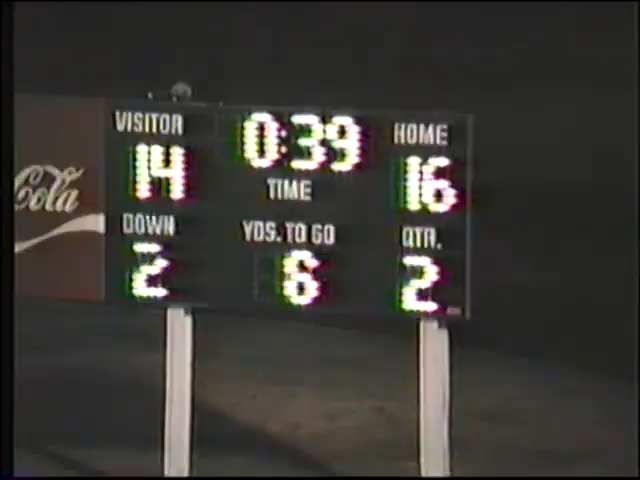 VISITOR 0:39 HOME
14 TIME 16
Cola
DOWN YDS. TO GO QTR.
2 6 2